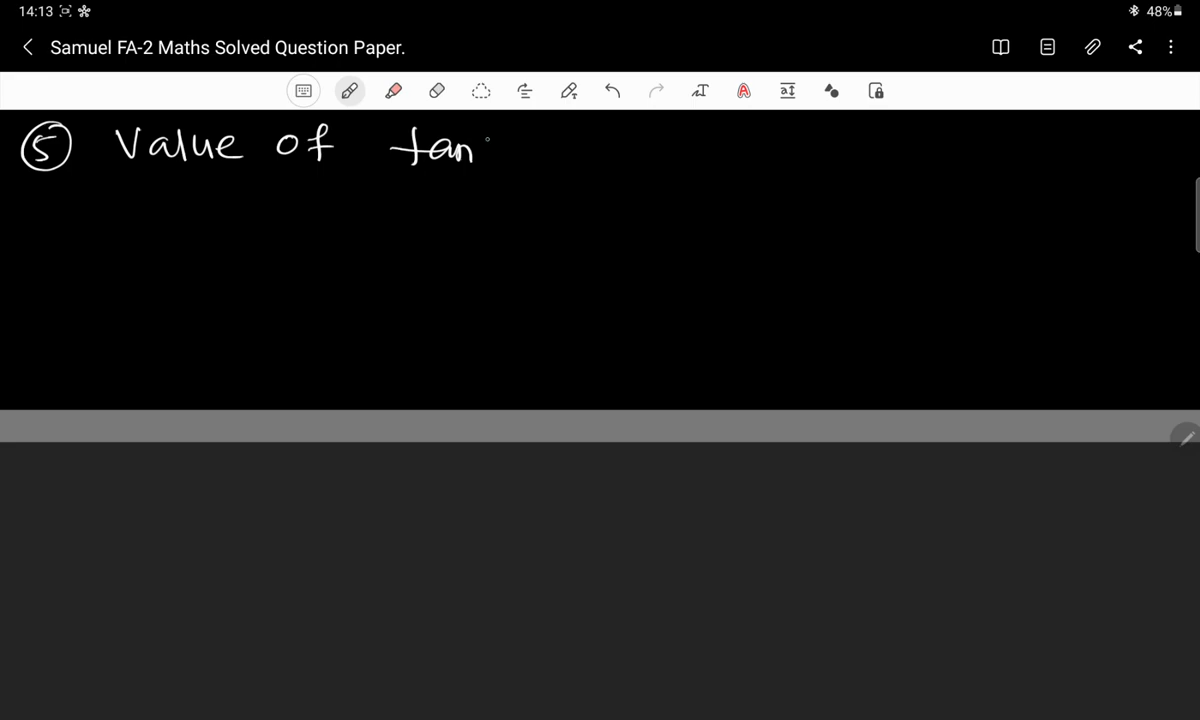 14:13 48%
Samuel FA-2 Maths Solved Question Paper.
5 Value of tan